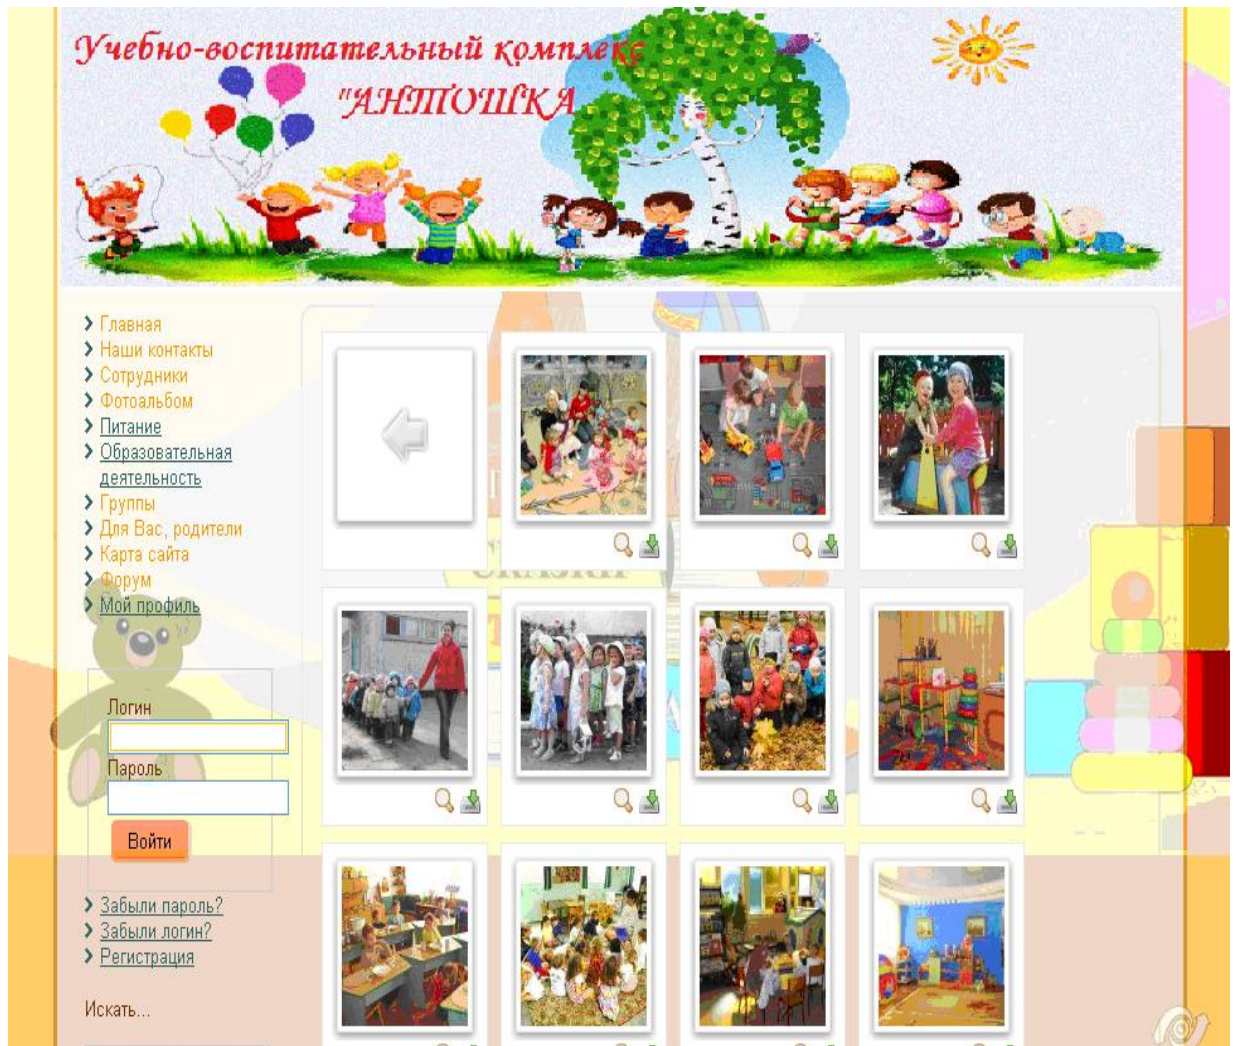 Учебно-воспитательный комплекс
"АНТОШКА
Главная
Наши контакты
Сотрудники
Фотоальбом
Питание
Образовательная
деятельность
Группы
Для Вас, родители
Карта сайта
Форум
Мой профиль
Логин
Пароль
Войти
Забыли пароль?
Забыли логин?
Регистрация
Искать...
СКАЗКИ